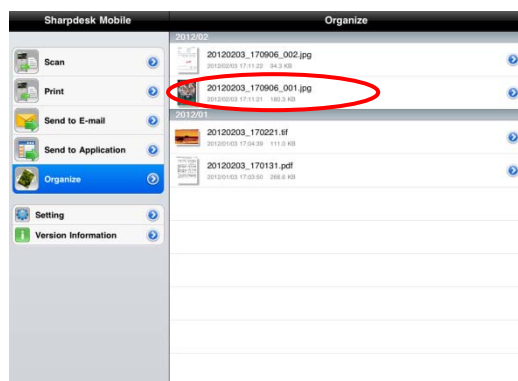 Sharpdesk Mobile
Organize
Scan
Print
Send to E-mail
Send to Application
Organize
Setting
Version Information
2012/02
20120203_170906_002.jpg
2012/02/03 17:11:22 34.3 KB
20120203_170906_001.jpg
2012/02/03 17:11:21 160.3 KB
2012/01
20120203_170221.tif
2012/01/03 17:04:39 111.0 KB
20120203_170131.pdf
2012/01/03 17:03:50 268.6 KB